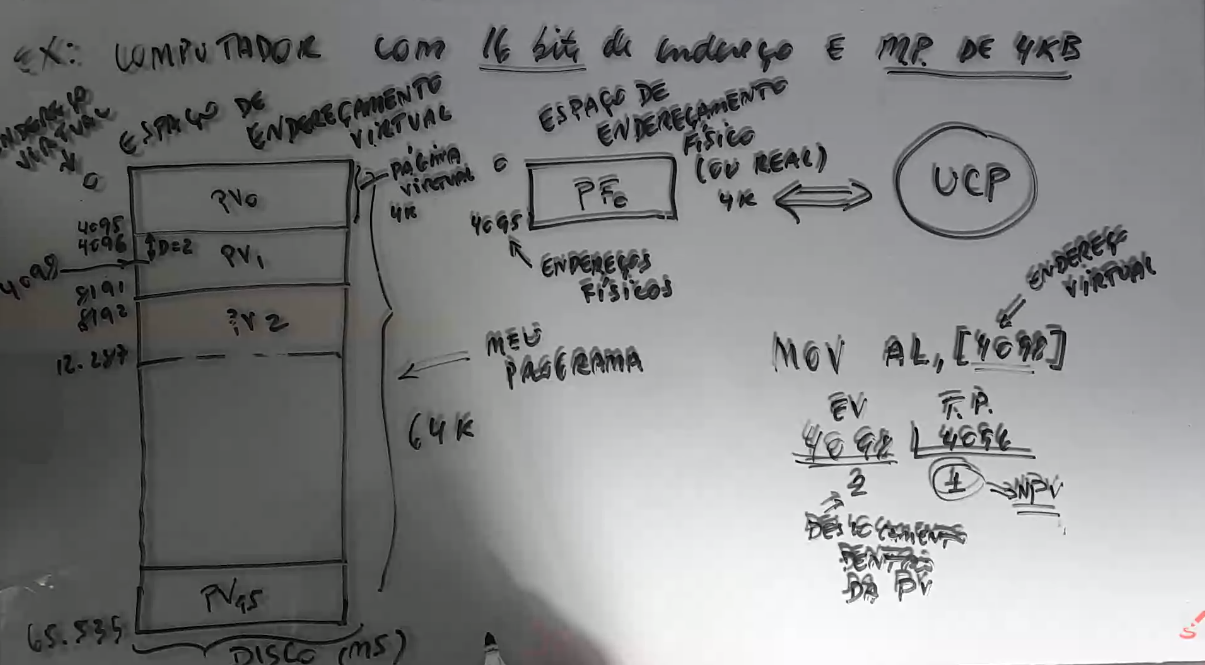 EX: COMPUTADOR COM 16 bits de endereço E M.P. DE 4KB
ENDEREÇO
VIRTUAL
ESPAÇO DE
ENDEREÇAMENTO
VIRTUAL
0
PV0
4095
4096
D=2
4098
PV1
8191
8192
PV2
12.287
PV15
65.535
DISCO (MS)
PÁGINA
VIRTUAL
4K
64K
MEU
PROGRAMA
ESPAÇO DE
ENDEREÇAMENTO
FÍSICO
(OU REAL)
4K
0
PF0
4095
ENDEREÇOS
FÍSICOS
UCP
ENDEREÇO
VIRTUAL
MOV AL, [4098]
EV T.P.
4098 4096
2 1 NPV
DESLOCAMENTO
DENTRO
DA PV